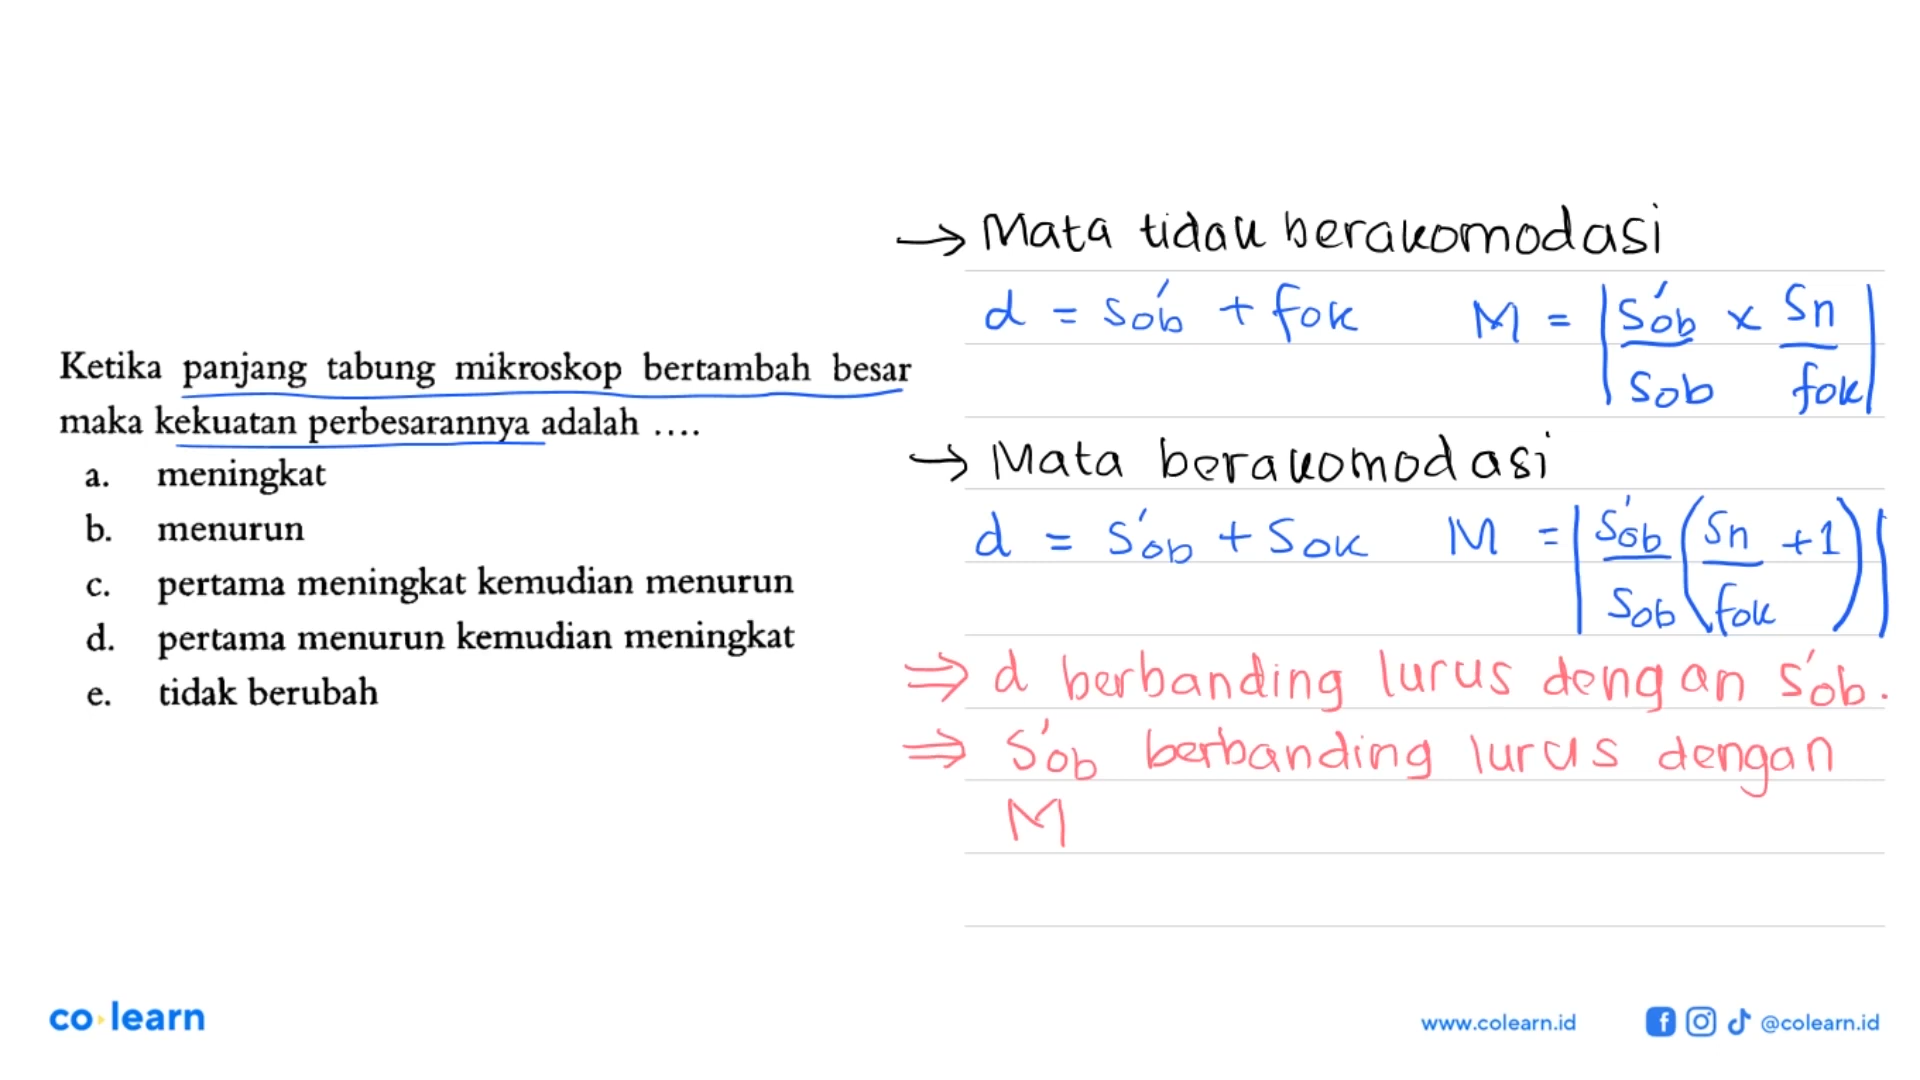 Ketika panjang tabung mikroskop bertambah besar
maka kekuatan perbesarannya adalah ....
a. meningkat
b. menurun
c. pertama meningkat kemudian menurun
d. pertama menurun kemudian meningkat
e. tidak berubah
→ Mata tidak berakomodasi
d = S'ob + fok M = |S'ob/Sob × Sn/fok|
→ Mata berakomodasi
d = S'ob + Sok M = |S'ob/Sob (Sn/fok + 1)|
⇒ d berbanding lurus dengan S'ob.
⇒ S'ob berbanding lurus dengan
M
co learn
www.colearn.id
@colearn.id